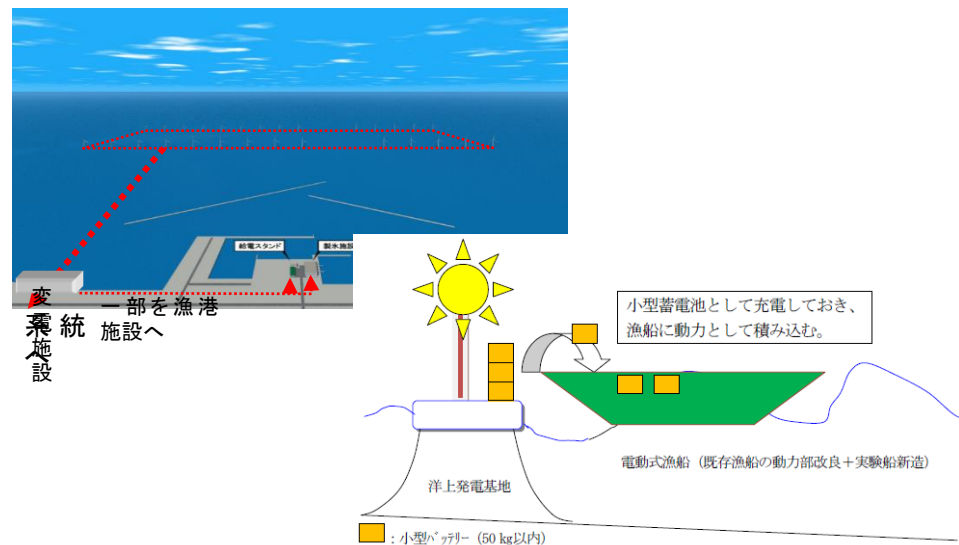 給電スタンド
製氷施設
変電施設
系統へ
一部を漁港
施設へ
小型蓄電池として充電しておき、
漁船に動力として積み込む。
電動式漁船（既存漁船の動力部改良＋実験船新造）
洋上発電基地
：小型ﾊﾞｯﾃﾘｰ（50 kg以内）